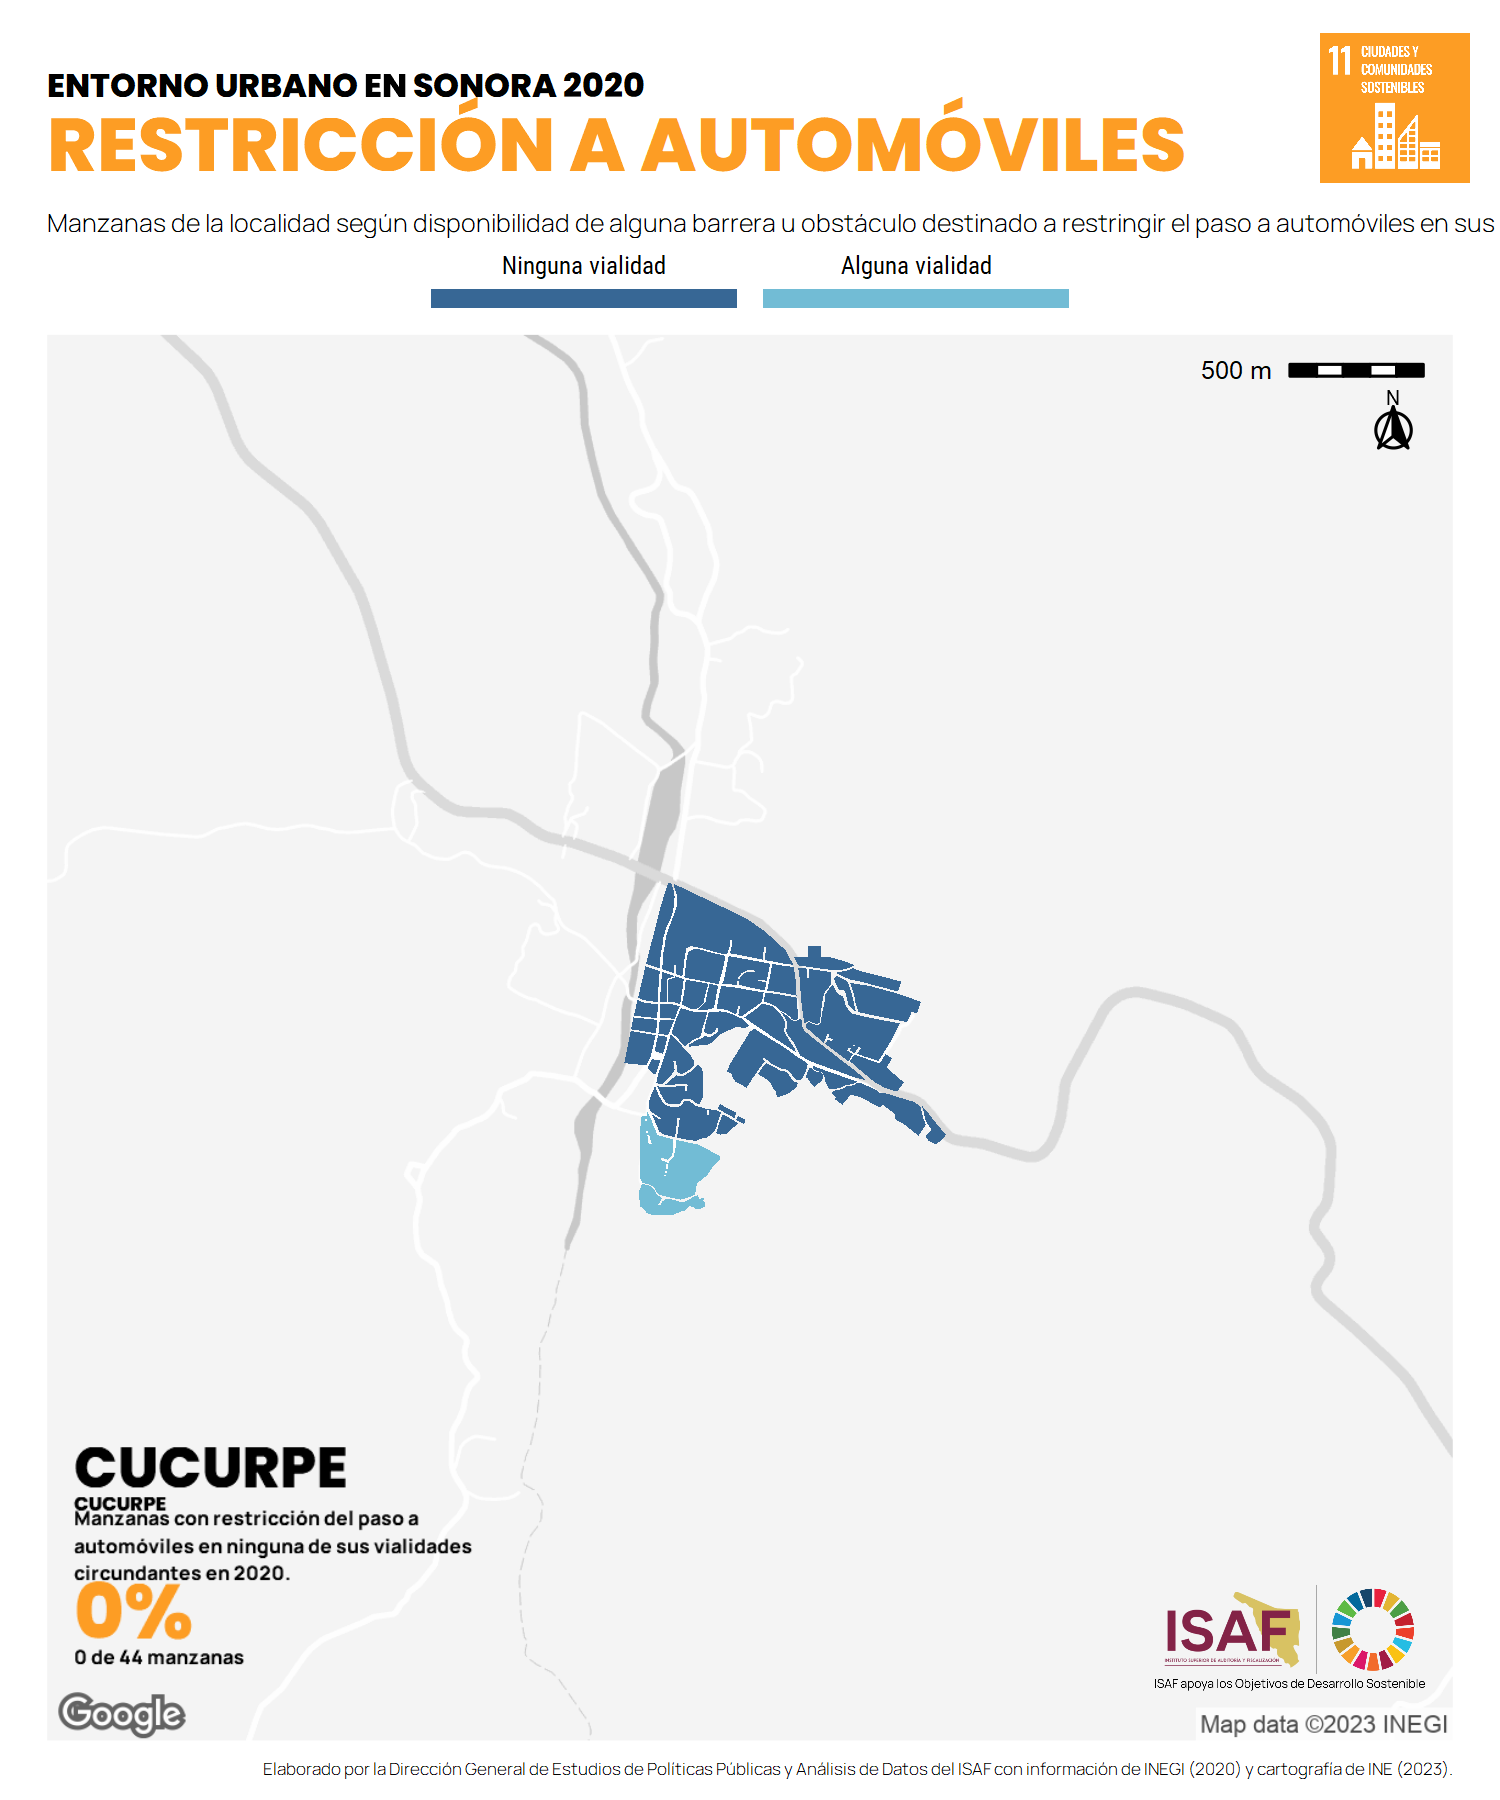 ENTORNO URBANO EN SONORA 2020
RESTRICCIÓN A AUTOMÓVILES
11 CIUDADES Y
COMUNIDADES
SOSTENIBLES
Manzanas de la localidad según disponibilidad de alguna barrera u obstáculo destinado a restringir el paso a automóviles en sus
Ninguna vialidad
Alguna vialidad
500 m
N
CUCURPE
CUCURPE
Manzanas con restricción del paso a
automóviles en ninguna de sus vialidades
circundantes en 2020.
0%
0 de 44 manzanas
ISAF
INSTITUTO SUPERIOR DE AUDITORÍA Y FISCALIZACIÓN
ISAF apoya los Objetivos de Desarrollo Sostenible
Google
Map data ©2023 INEGI
Elaborado por la Dirección General de Estudios de Políticas Públicas y Análisis de Datos del ISAF con información de INEGI (2020) y cartografía de INE (2023).